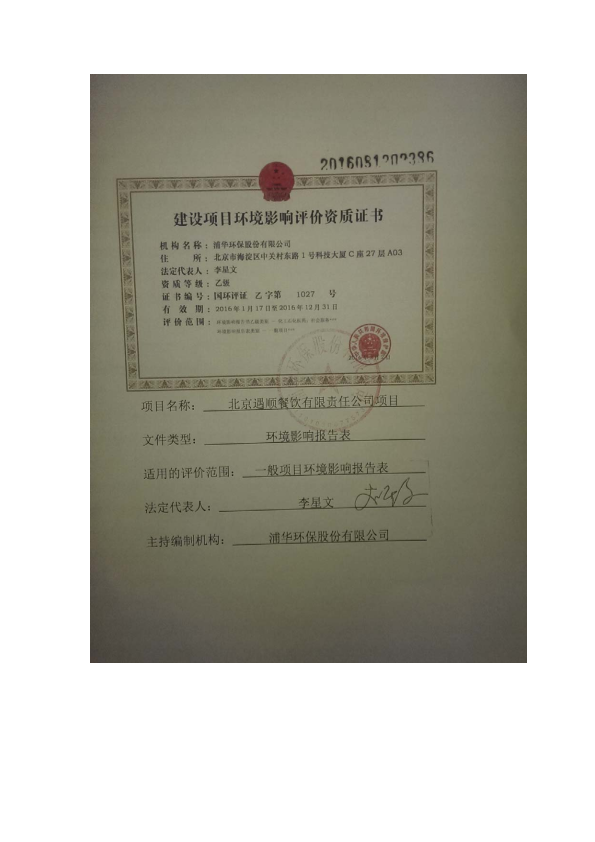 2016081202386
建设项目环境影响评价资质证书
机构名称：浦华环保股份有限公司
住　　所：北京市海淀区中关村东路1号科技大厦C座27层A03
法定代表人：李星文
资质等级：乙级
证书编号：国环评证　乙字第　1027　号
有　效　期：2016年1月17日至2016年12月31日
评价范围：
项目名称：北京遇顺餐饮有限责任公司项目
文件类型：环境影响报告表
适用的评价范围：一般项目环境影响报告表
法定代表人：李星文
主持编制机构：浦华环保股份有限公司